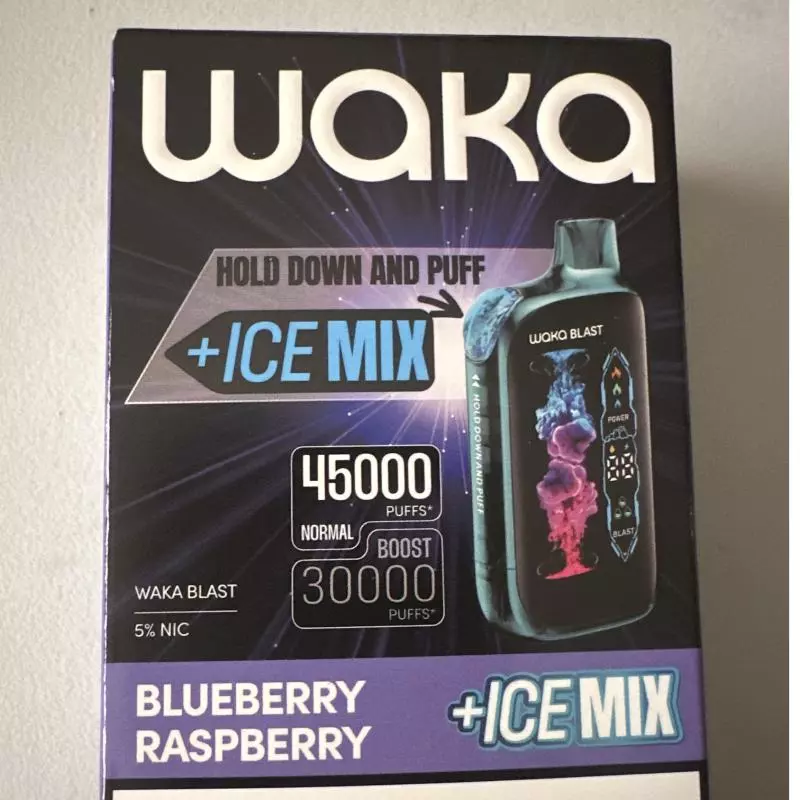 waka
HOLD DOWN AND PUFF
+ICE MIX
WAKA BLAST
POWER
88
BLAST
HOLD DOWN AND PUFF
45000
PUFFS*
NORMAL
BOOST
30000
PUFFS*
WAKA BLAST
5% NIC
BLUEBERRY
RASPBERRY
+ICE MIX